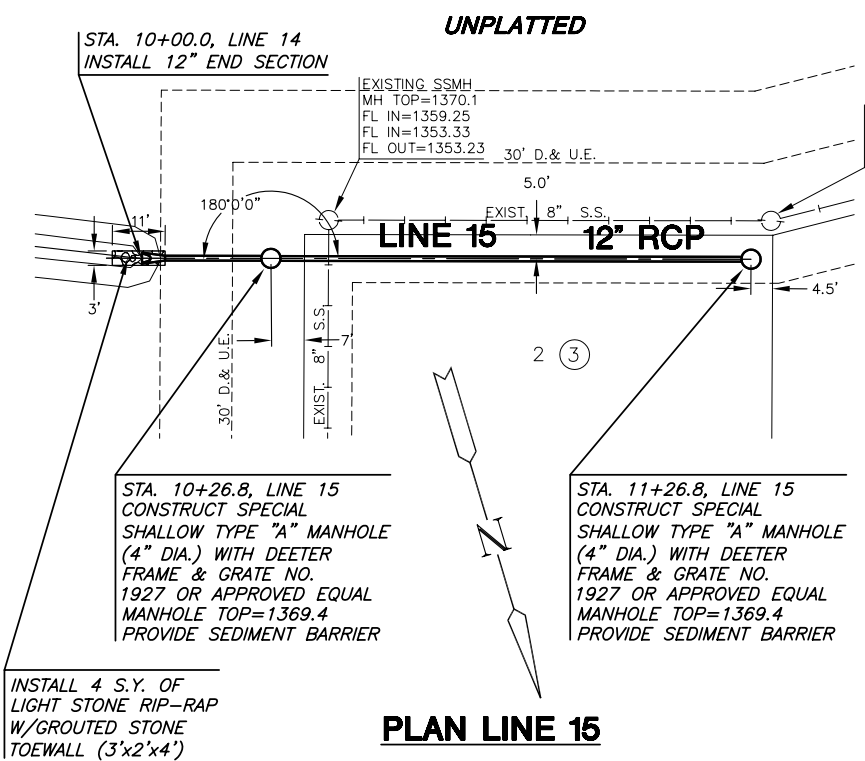 UNPLATTED
STA. 10+00.0, LINE 14
INSTALL 12" END SECTION
EXISTING SSMH
MH TOP=1370.1
FL IN=1359.25
FL IN=1353.33
FL OUT=1353.23
30' D.& U.E.
5.0'
11'
180°0'0"
EXIST. 8" S.S.
LINE 15
12" RCP
3'
4.5'
7'
30' D.& U.E.
EXIST. 8" S.S.
2 3
STA. 10+26.8, LINE 15
CONSTRUCT SPECIAL
SHALLOW TYPE "A" MANHOLE
(4" DIA.) WITH DEETER
FRAME & GRATE NO.
1927 OR APPROVED EQUAL
MANHOLE TOP=1369.4
PROVIDE SEDIMENT BARRIER
N
STA. 11+26.8, LINE 15
CONSTRUCT SPECIAL
SHALLOW TYPE "A" MANHOLE
(4" DIA.) WITH DEETER
FRAME & GRATE NO.
1927 OR APPROVED EQUAL
MANHOLE TOP=1369.4
PROVIDE SEDIMENT BARRIER
INSTALL 4 S.Y. OF
LIGHT STONE RIP-RAP
W/GROUTED STONE
TOEWALL (3'x2'x4')
PLAN LINE 15